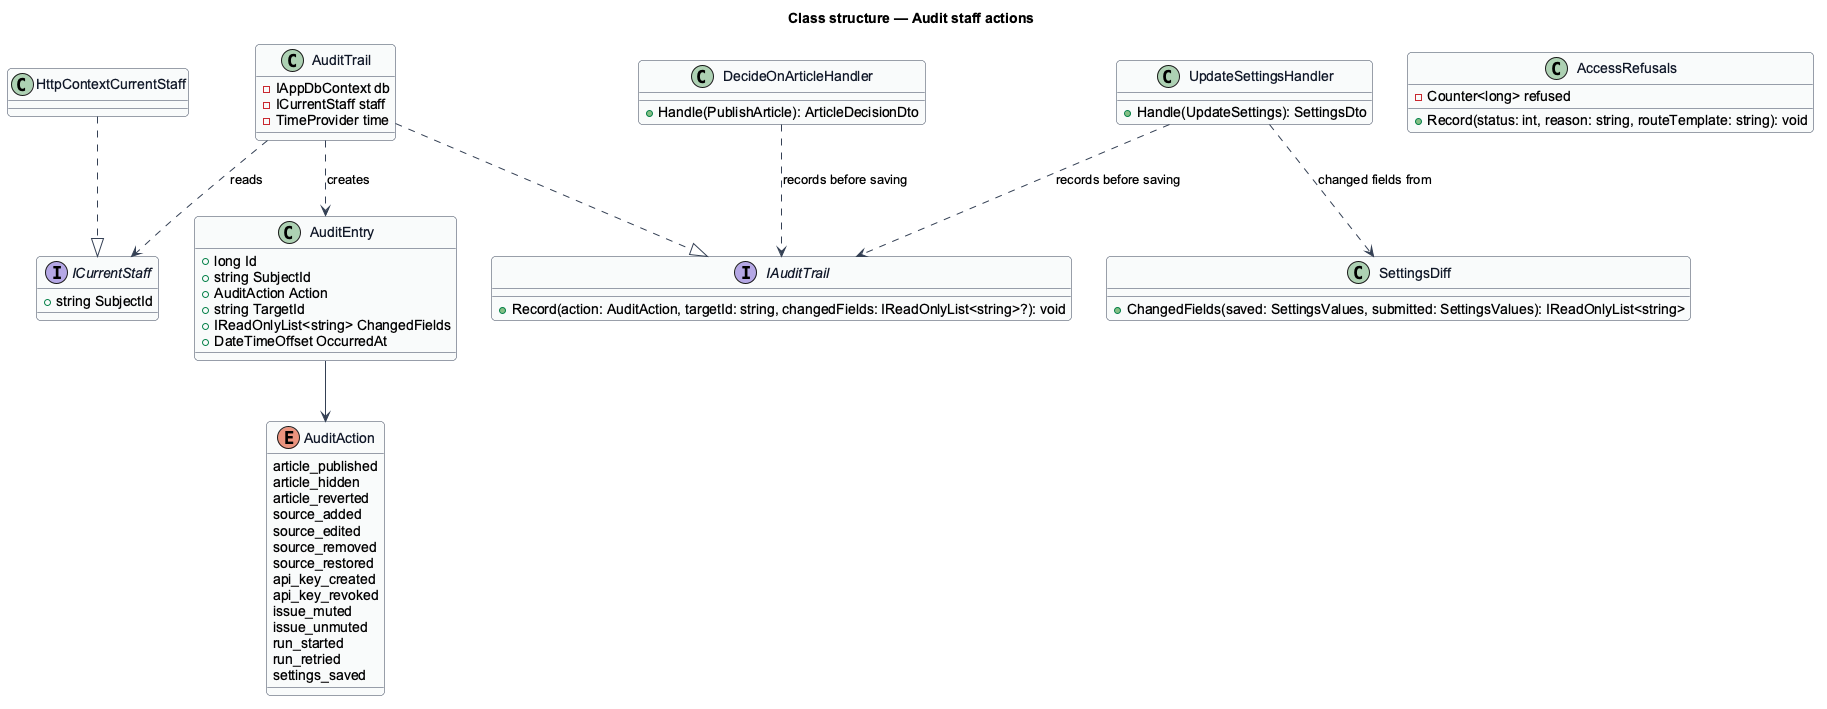 Class structure — Audit staff actions
C HttpContextCurrentStaff
C AuditTrail
IAppDbContext db
ICurrentStaff staff
TimeProvider time
C DecideOnArticleHandler
Handle(PublishArticle): ArticleDecisionDto
C UpdateSettingsHandler
Handle(UpdateSettings): SettingsDto
C AccessRefusals
Counter<long> refused
Record(status: int, reason: string, routeTemplate: string): void
reads
creates
records before saving
records before saving
changed fields from
I ICurrentStaff
string SubjectId
C AuditEntry
long Id
string SubjectId
AuditAction Action
string TargetId
IReadOnlyList<string> ChangedFields
DateTimeOffset OccurredAt
I IAuditTrail
Record(action: AuditAction, targetId: string, changedFields: IReadOnlyList<string>?): void
C SettingsDiff
ChangedFields(saved: SettingsValues, submitted: SettingsValues): IReadOnlyList<string>
E AuditAction
article_published
article_hidden
article_reverted
source_added
source_edited
source_removed
source_restored
api_key_created
api_key_revoked
issue_muted
issue_unmuted
run_started
run_retried
settings_saved